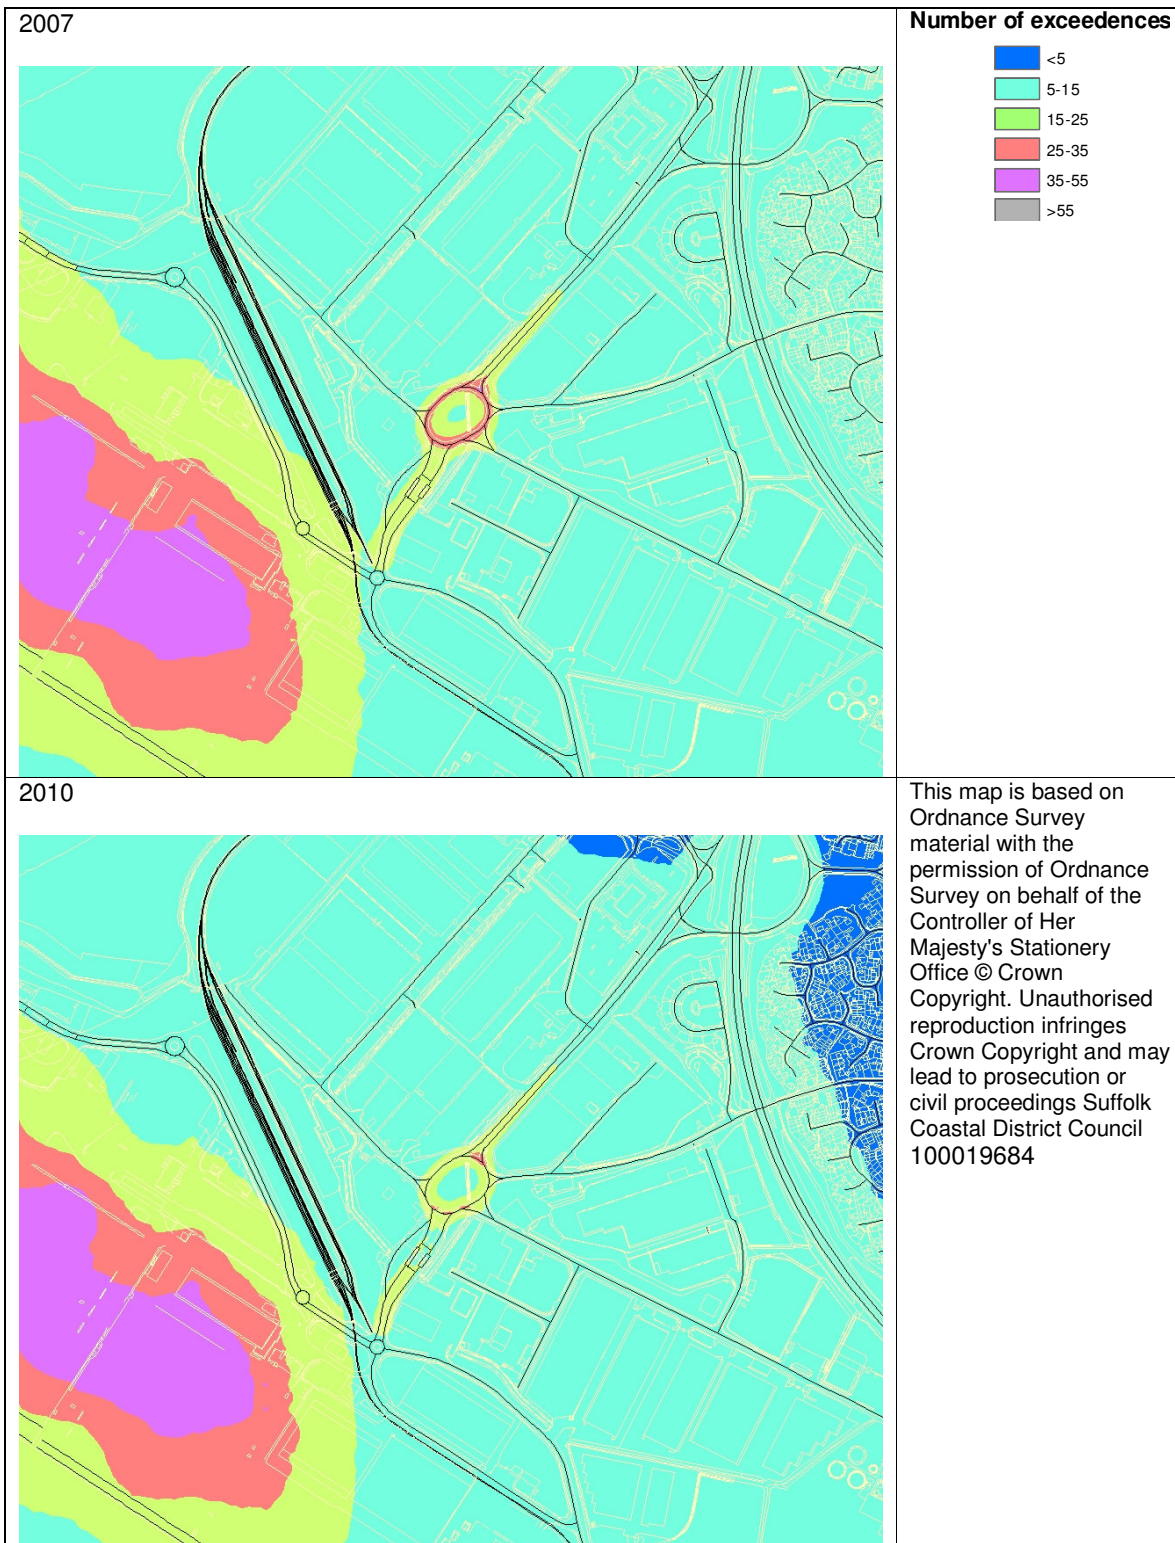 2007
Number of exceedences
<5
5-15
15-25
25-35
35-55
>55
2010
This map is based on
Ordnance Survey
material with the
permission of Ordnance
Survey on behalf of the
Controller of Her
Majesty's Stationery
Office © Crown
Copyright. Unauthorised
reproduction infringes
Crown Copyright and may
lead to prosecution or
civil proceedings Suffolk
Coastal District Council
100019684